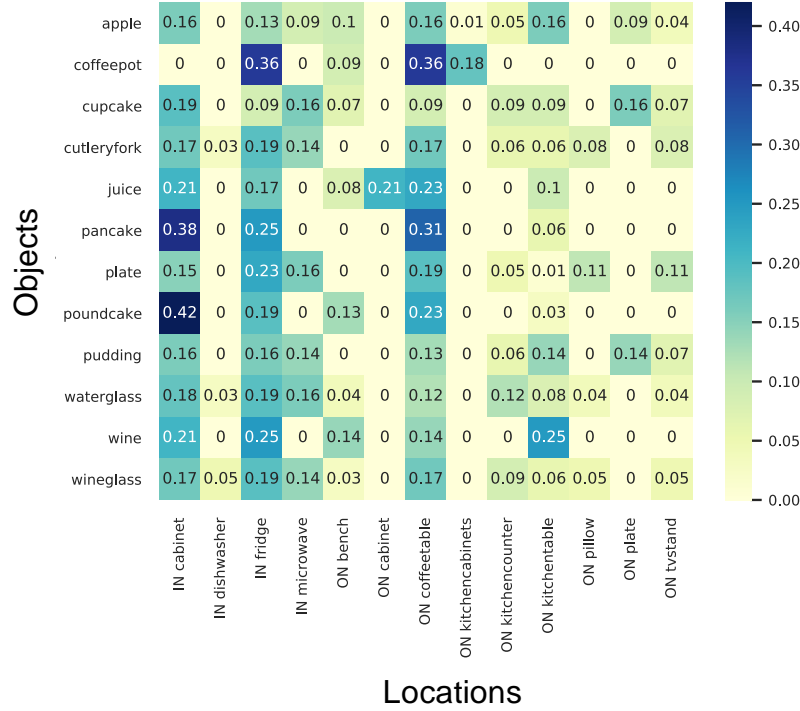 apple 0.16 0 0.13 0.09 0.1 0 0.16 0.01 0.05 0.16 0 0.09 0.04
coffeepot 0 0 0.36 0 0.09 0 0.36 0.18 0 0 0 0 0
cupcake 0.19 0 0.09 0.16 0.07 0 0.09 0 0.09 0.09 0 0.16 0.07
cutleryfork 0.17 0.03 0.19 0.14 0 0 0.17 0 0.06 0.06 0.08 0 0.08
juice 0.21 0 0.17 0 0.08 0.21 0.23 0 0 0.1 0 0 0
pancake 0.38 0 0.25 0 0 0 0.31 0 0 0.06 0 0 0
plate 0.15 0 0.23 0.16 0 0 0.19 0 0.05 0.01 0.11 0 0.11
poundcake 0.42 0 0.19 0 0.13 0 0.23 0 0 0.03 0 0 0
pudding 0.16 0 0.16 0.14 0 0 0.13 0 0.06 0.14 0 0.14 0.07
waterglass 0.18 0.03 0.19 0.16 0.04 0 0.12 0 0.12 0.08 0.04 0 0.04
wine 0.21 0 0.25 0 0.14 0 0.14 0 0 0.25 0 0 0
wineglass 0.17 0.05 0.19 0.14 0.03 0 0.17 0 0.09 0.06 0.05 0 0.05
Objects
IN cabinet
IN dishwasher
IN fridge
IN microwave
ON bench
ON cabinet
ON coffeetable
ON kitchencabinets
ON kitchencounter
ON kitchentable
ON pillow
ON plate
ON tvstand
Locations
0.40
0.35
0.30
0.25
0.20
0.15
0.10
0.05
0.00